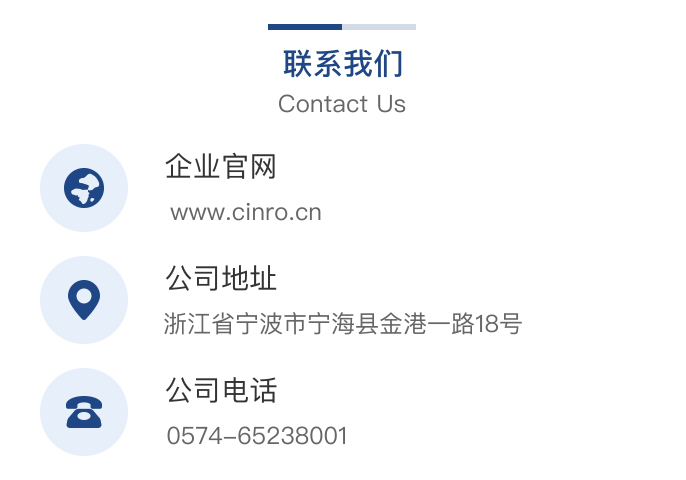 联系我们
Contact Us
企业官网
www.cinro.cn
公司地址
浙江省宁波市宁海县金港一路18号
公司电话
0574-65238001